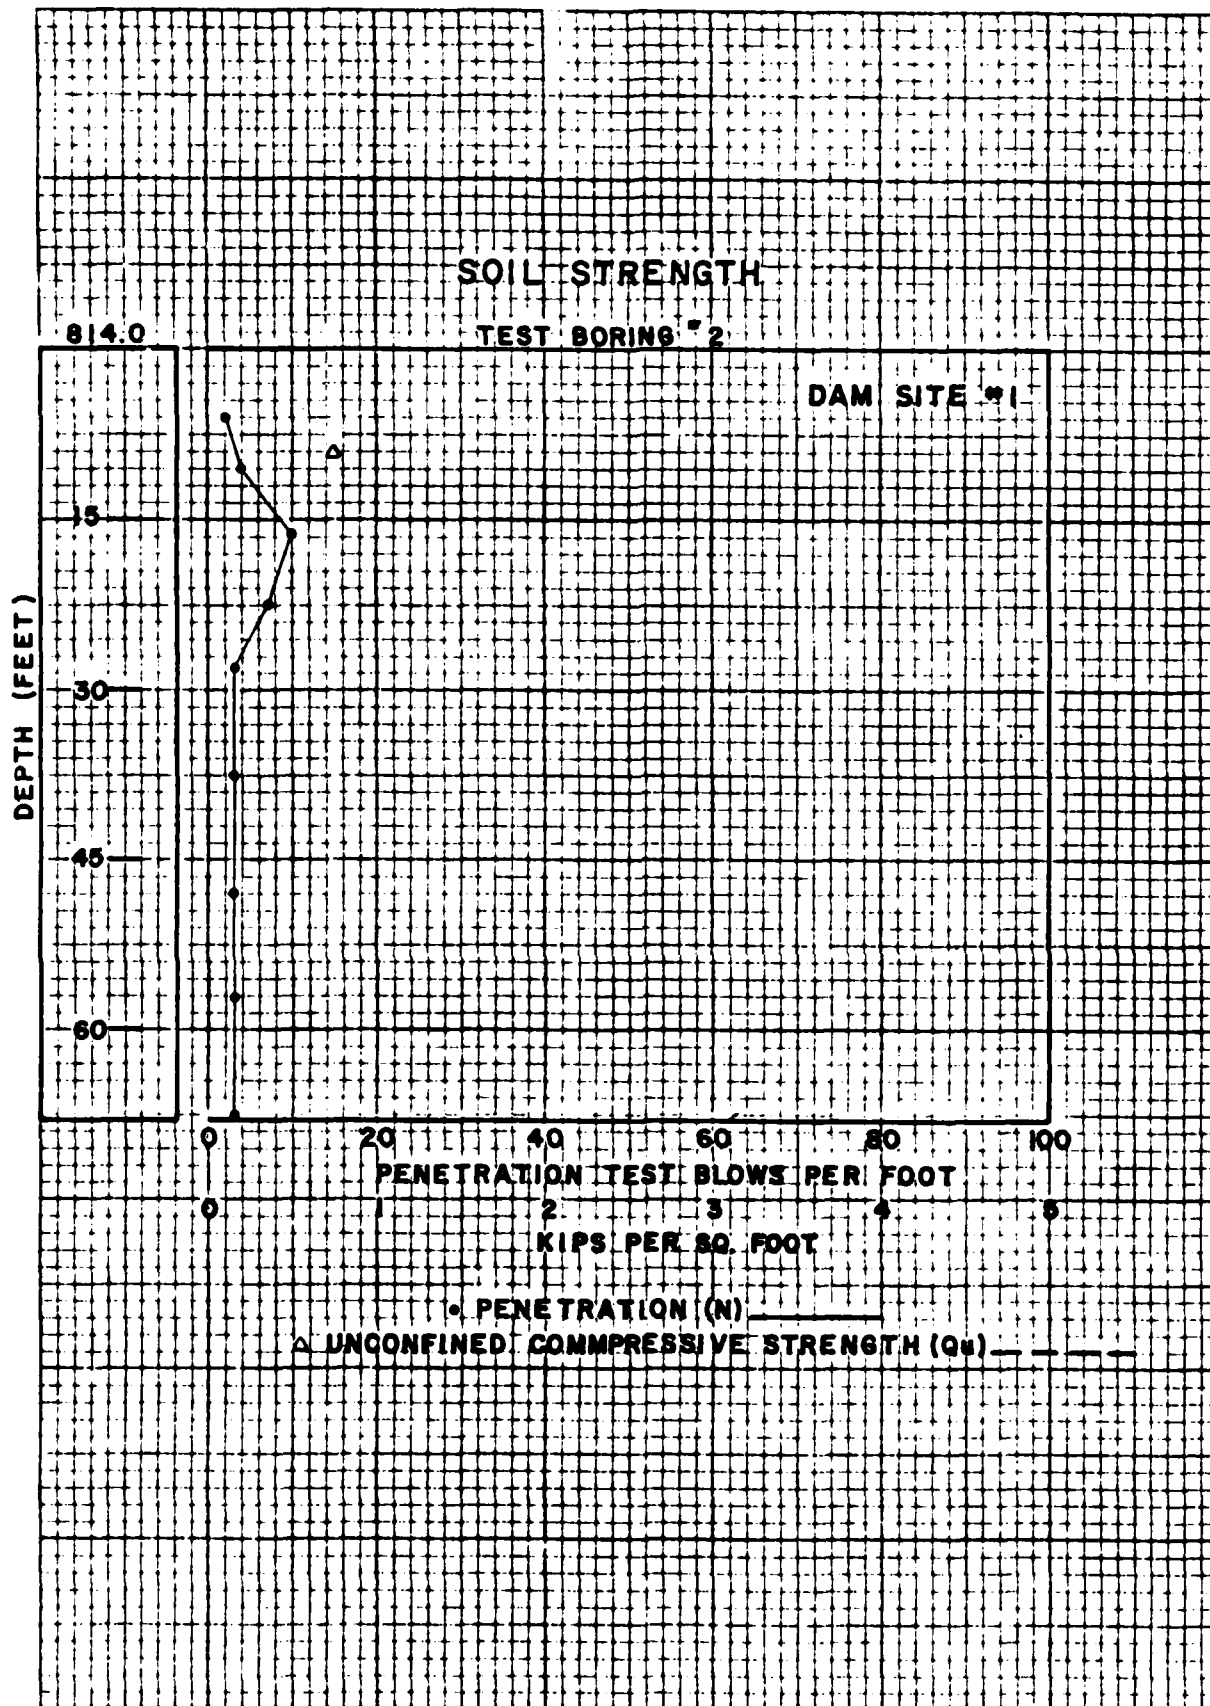 SOIL STRENGTH
814.0
TEST BORING #2
DAM SITE #1
DEPTH (FEET)
15
30
45
60
0 20 40 60 80 100
PENETRATION TEST BLOWS PER FOOT
0 1 2 3 4 5
KIPS PER SQ. FOOT
PENETRATION (N)
UNCONFINED COMMPRESSIVE STRENGTH (Qu)